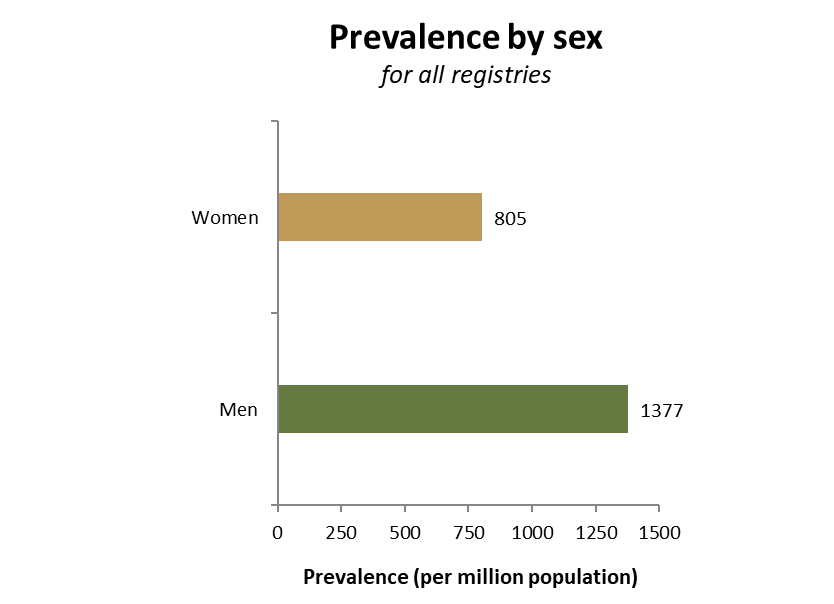 Prevalence by sex
for all registries
Women
805
Men
1377
0 250 500 750 1000 1250 1500
Prevalence (per million population)